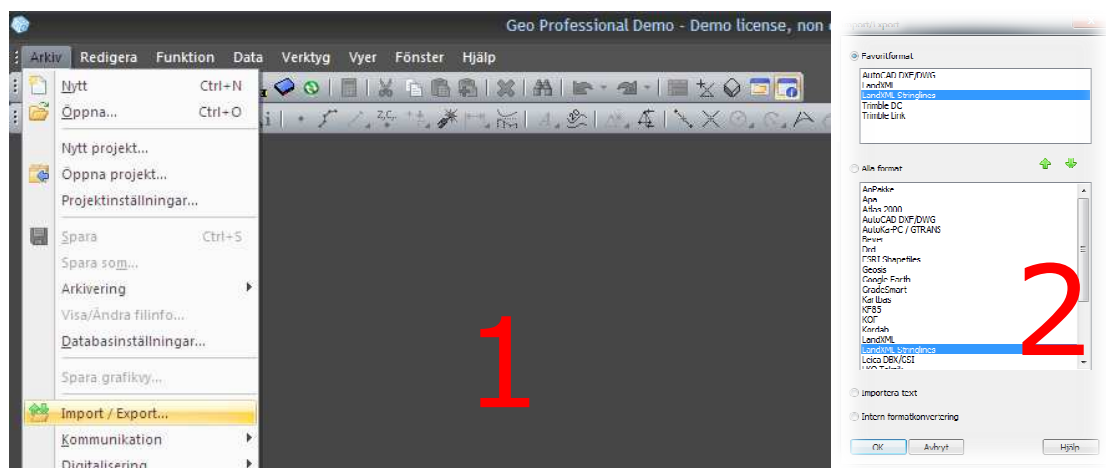 Geo Professional Demo - Demo license, non
Arkiv Redigera Funktion Data Verktyg Vyer Fönster Hjälp
Nytt Ctrl+N
Öppna... Ctrl+O
Nytt projekt...
Öppna projekt...
Projektinställningar...
Spara Ctrl+S
Spara som...
Arkivering
Visa/Ändra filinfo...
Databasinställningar...
Spara grafikvy...
Import / Export...
Kommunikation
Digitalisering
1
Import/Export
Favoritformat
AutoCAD DXF/DWG
LandXML
LandXML Stringlines
Trimble DC
Trimble Link
Alla format
AnPakke
Apa
Atlas 2000
AutoCAD DXF/DWG
AutoKa-PC / GTRANS
Bever
Drd
ESRI Shapefiles
Geosis
Google Earth
GradeSmart
Kartbas
KF85
KOF
Kordab
LandXML
LandXML Stringlines
Leica DBX/GSI
2
Importera text
Intern formatkonvertering
OK Avbryt Hjälp